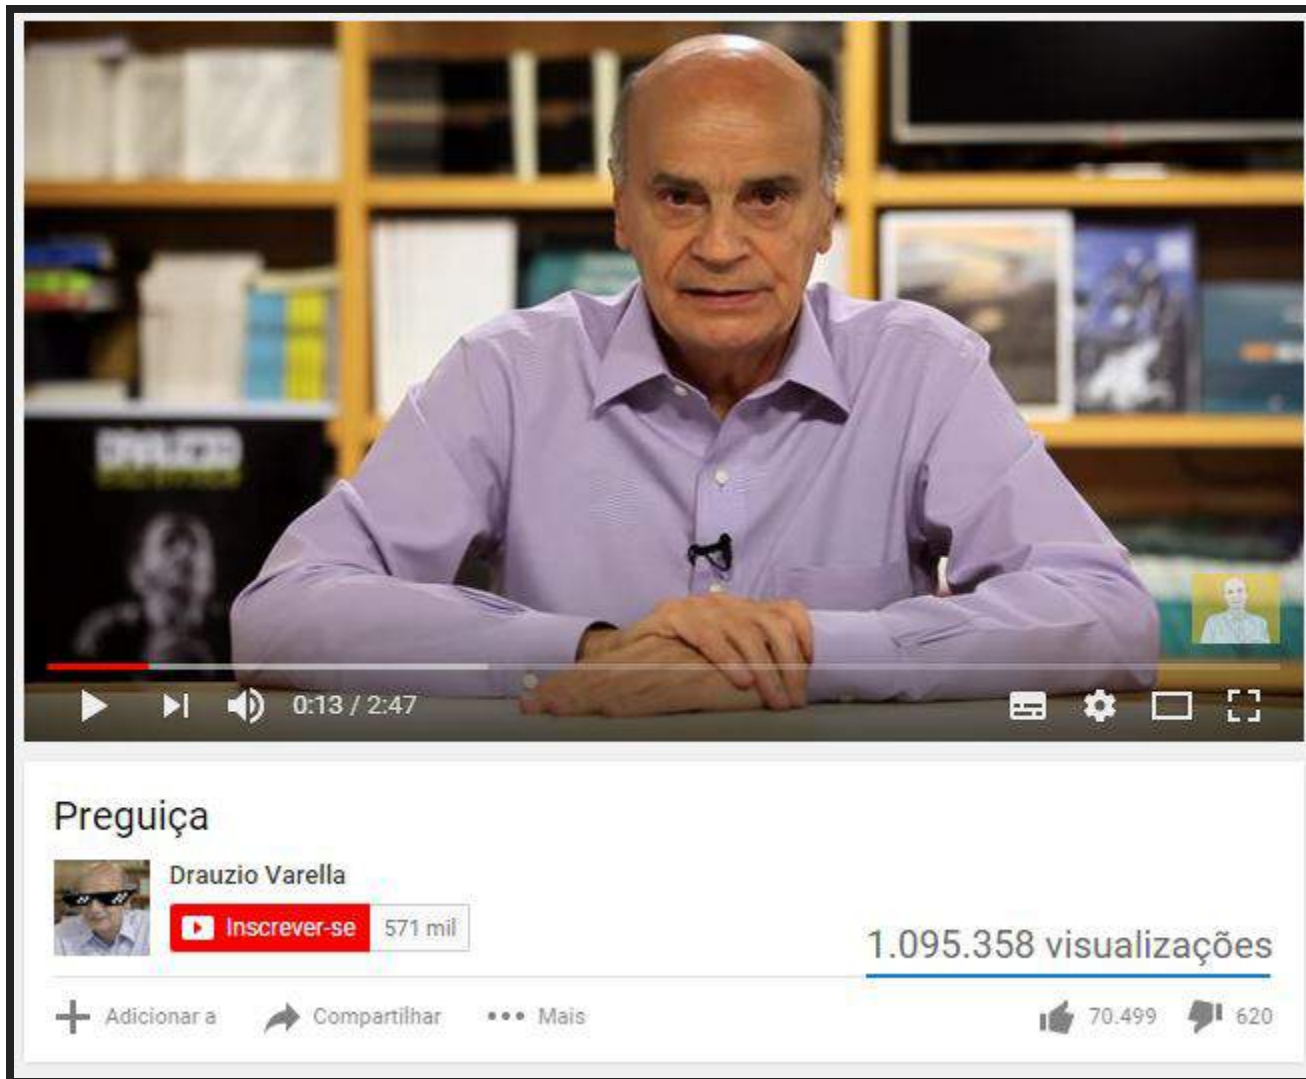 DRAUZIO
0:13 / 2:47
Preguiça
Drauzio Varella
Inscrever-se 571 mil
1.095.358 visualizações
Adicionar a Compartilhar Mais 70.499 620